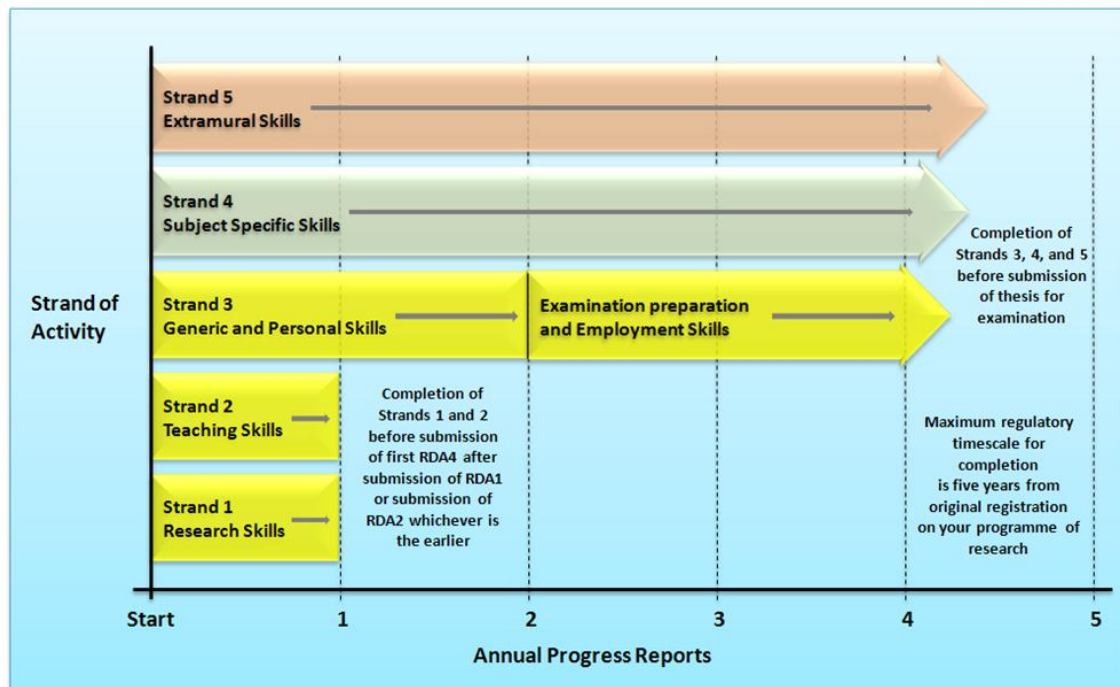 Strand 5
Extramural Skills
Strand 4
Subject Specific Skills
Completion of
Strands 3, 4, and 5
before submission
of thesis for
examination
Strand of
Activity
Strand 3
Generic and Personal Skills
Examination preparation
and Employment Skills
Strand 2
Teaching Skills
Completion of
Strands 1 and 2
before submission
of first RDA4 after
submission of RDA1
or submission of
RDA2 whichever is
the earlier
Maximum regulatory
timescale for
completion
is five years from
original registration
on your programme of
research
Strand 1
Research Skills
Start 1 2 3 4 5
Annual Progress Reports